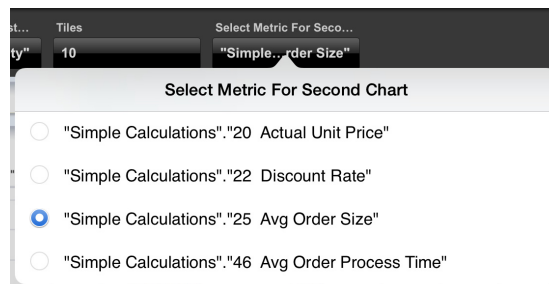 st... Tiles Select Metric For Seco...
ty" 10 "Simple...rder Size"
Select Metric For Second Chart
"Simple Calculations"."20 Actual Unit Price"
"Simple Calculations"."22 Discount Rate"
"Simple Calculations"."25 Avg Order Size"
"Simple Calculations"."46 Avg Order Process Time"